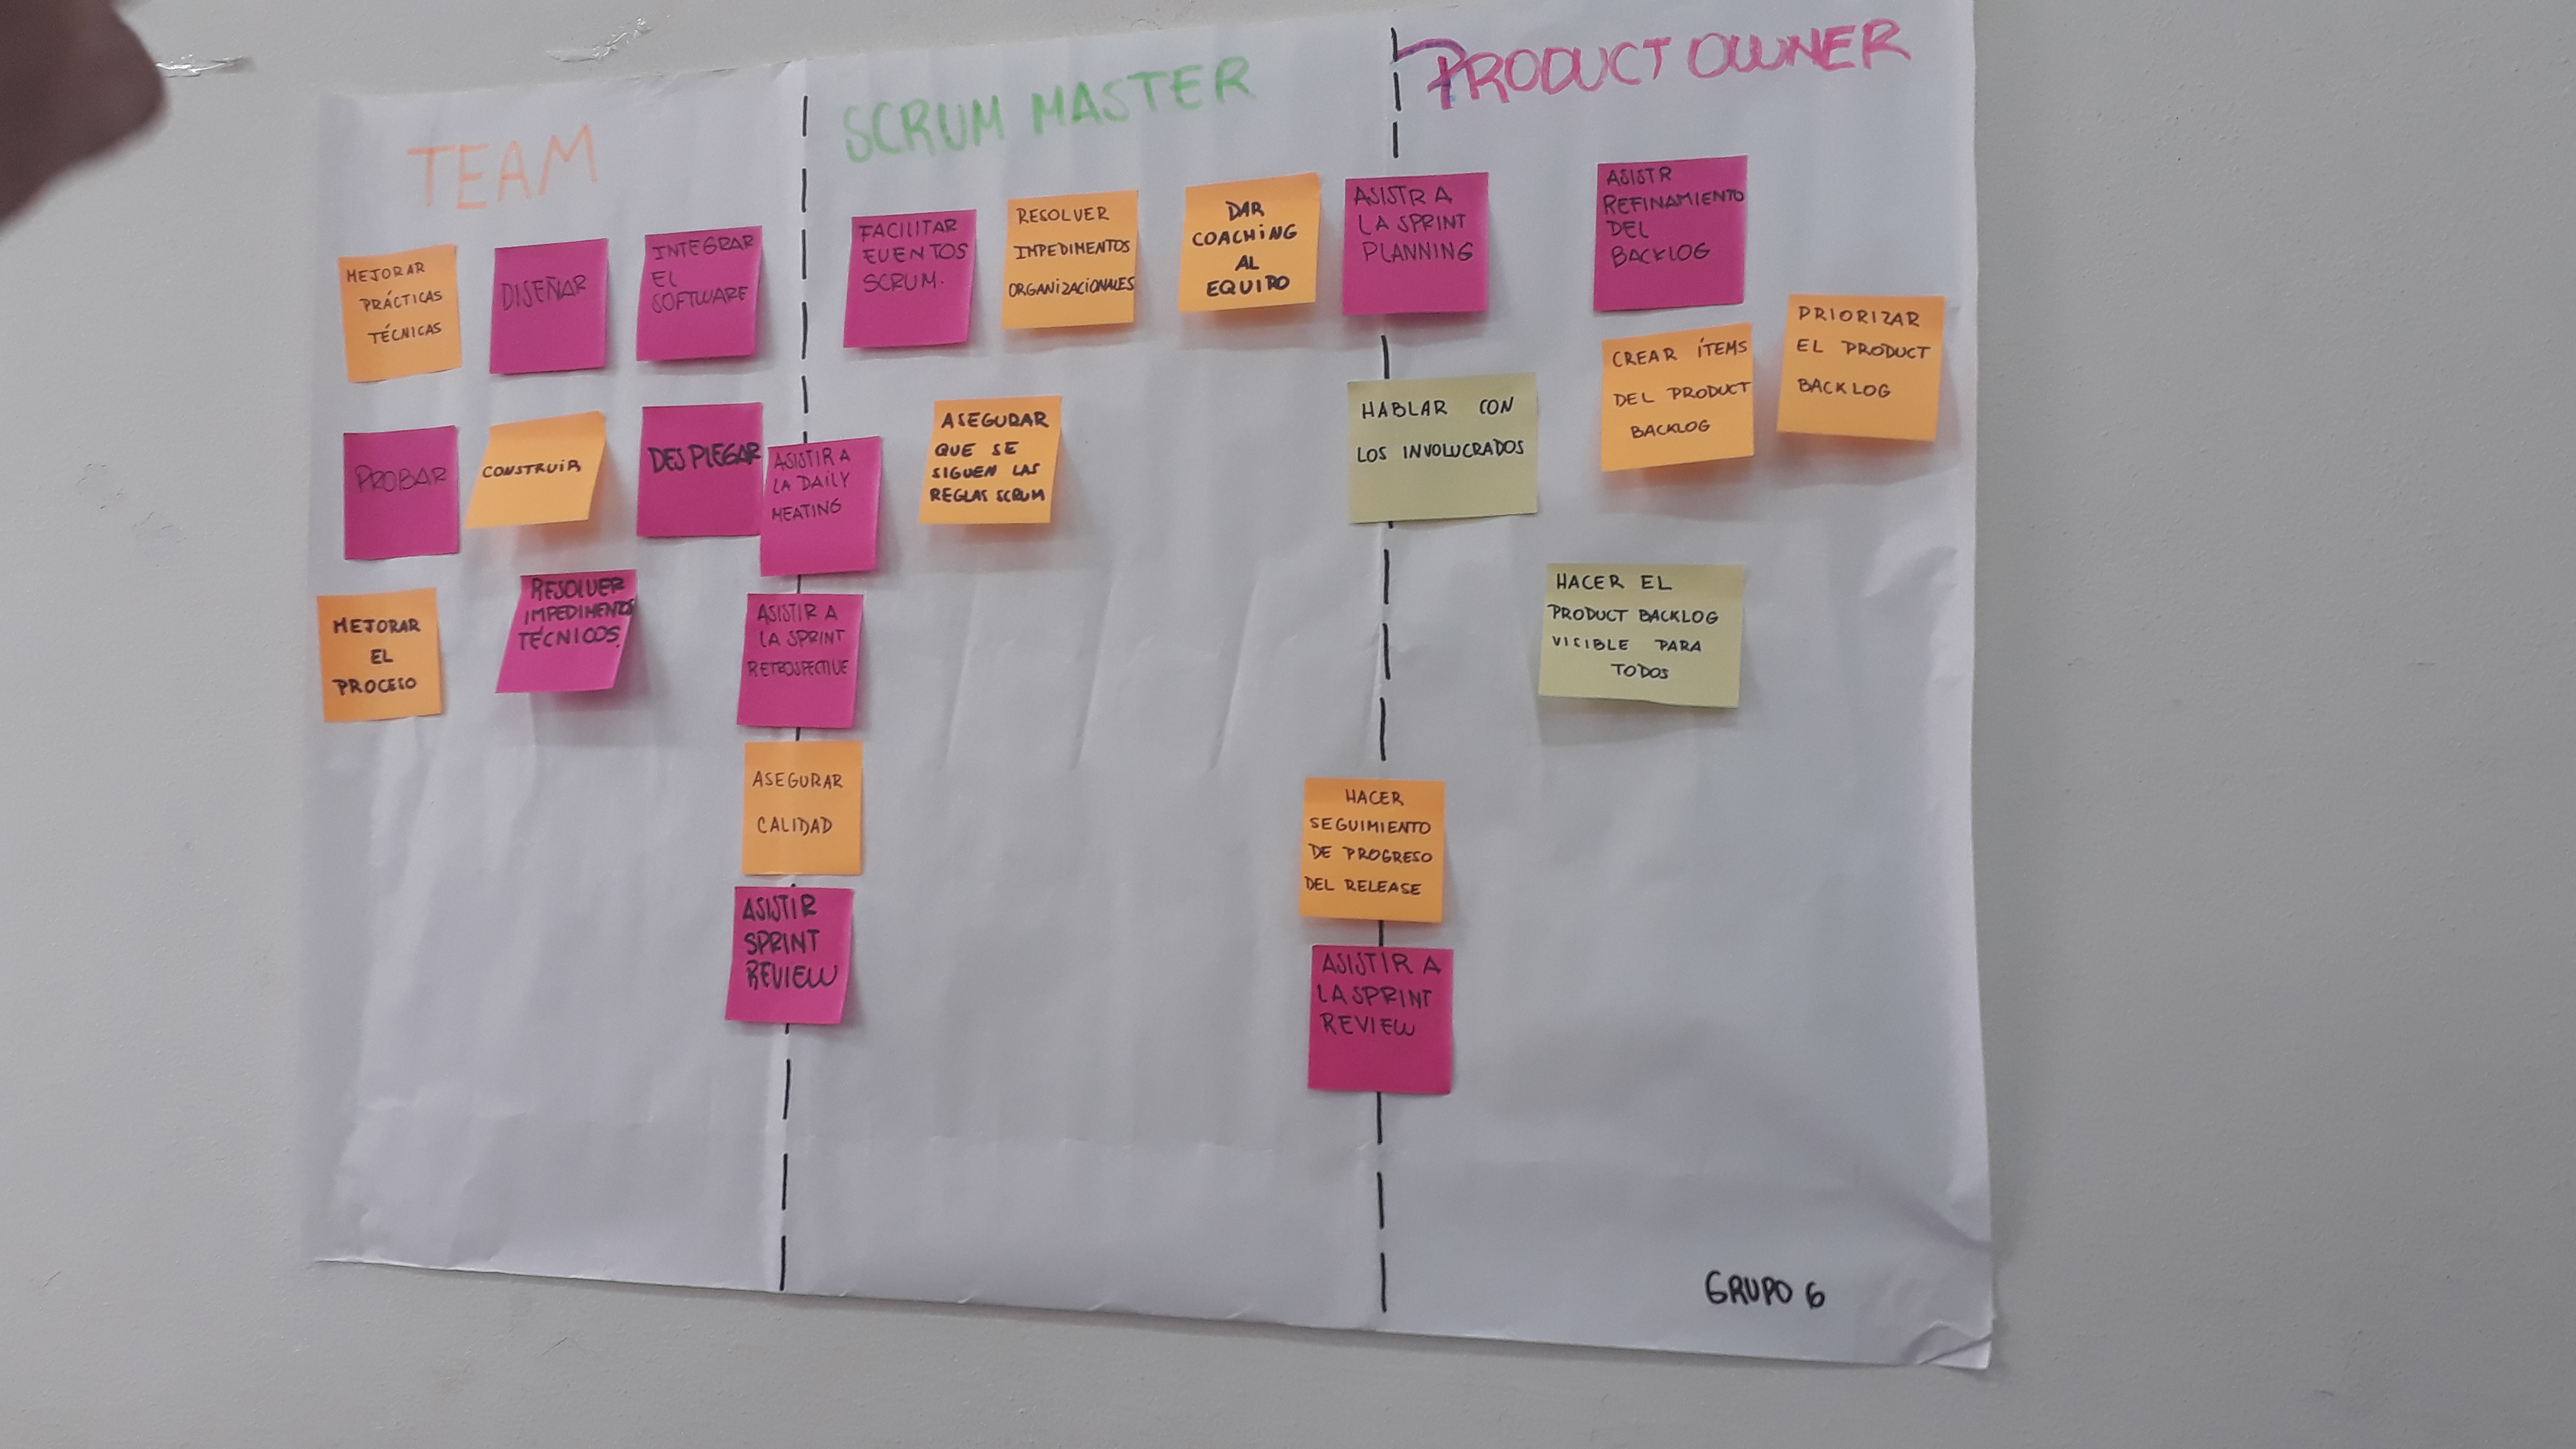 TEAM
SCRUM MASTER
PRODUCT OWNER
MEJORAR
PRÁCTICAS
TÉCNICAS
DISEÑAR
INTEGRAR
EL
SOFTWARE
PROBAR
CONSTRUIR
DESPLEGAR
MEJORAR
EL
PROCESO
RESOLVER
IMPEDIMENTOS
TÉCNICOS.
ASISTIR A
LA DAILY
MEATING
ASISTIR A
LA SPRINT
RETROSPECTIVE
ASEGURAR
CALIDAD
ASISTIR
SPRINT
REVIEW
FACILITAR
EVENTOS
SCRUM.
RESOLVER
IMPEDIMENTOS
ORGANIZACIONALES
DAR
COACHING
AL
EQUIPO
ASEGURAR
QUE SE
SIGUEN LAS
REGLAS SCRUM
ASISTR A
LA SPRINT
PLANNING
HABLAR CON
LOS INVOLUCRADOS
HACER
SEGUIMIENTO
DE PROGRESO
DEL RELEASE
ASISTIR A
LA SPRINT
REVIEW
ASISTR
REFINAMIENTO
DEL
BACKLOG
CREAR ÍTEMS
DEL PRODUCT
BACKLOG
PRIORIZAR
EL PRODUCT
BACKLOG
HACER EL
PRODUCT BACKLOG
VISIBLE PARA
TODOS
GRUPO 6